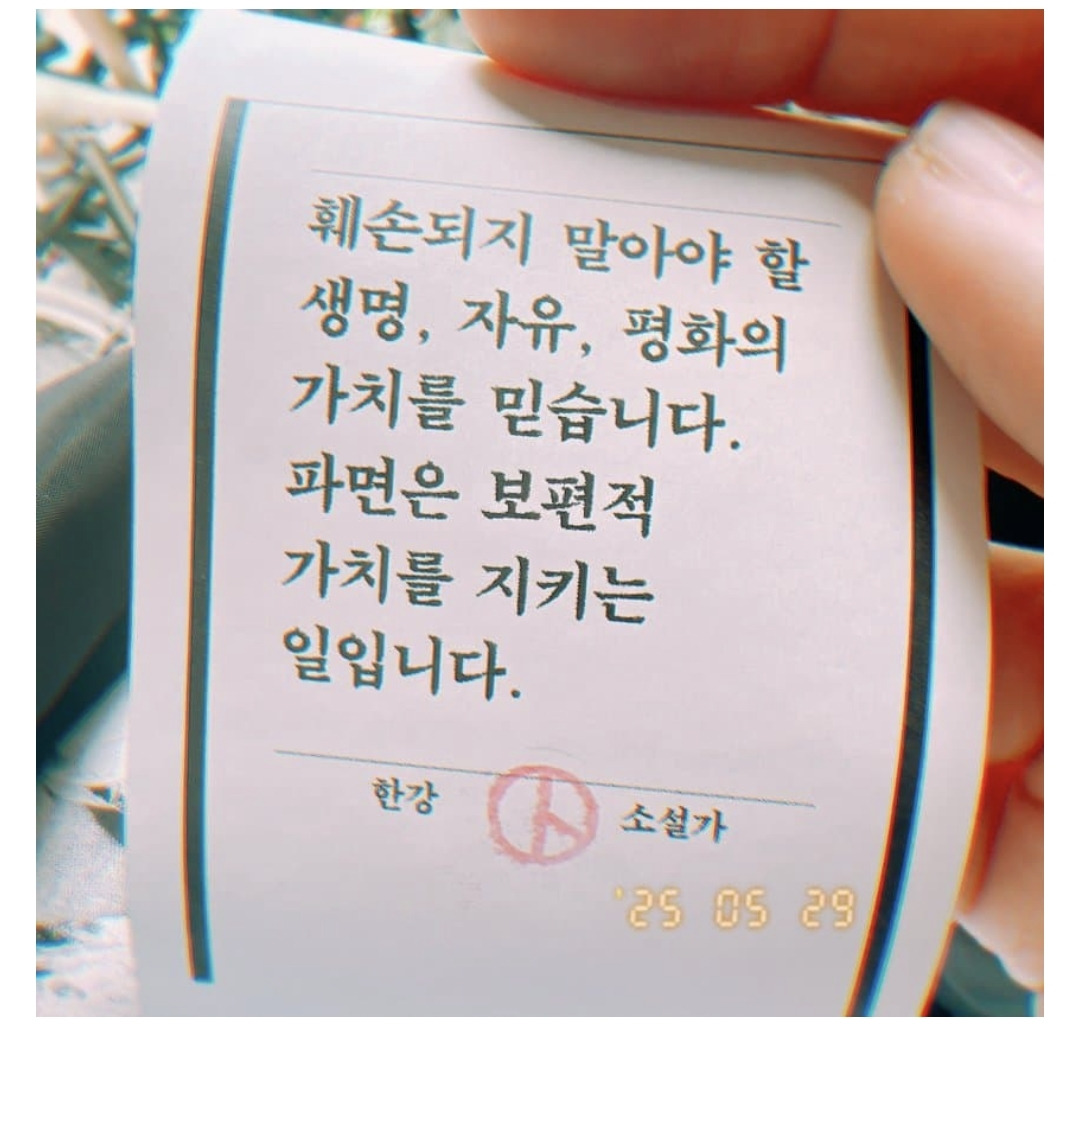 훼손되지 말아야 할
생명, 자유, 평화의
가치를 믿습니다.
파면은 보편적
가치를 지키는
일입니다.
한강 소설가
'25 05 29